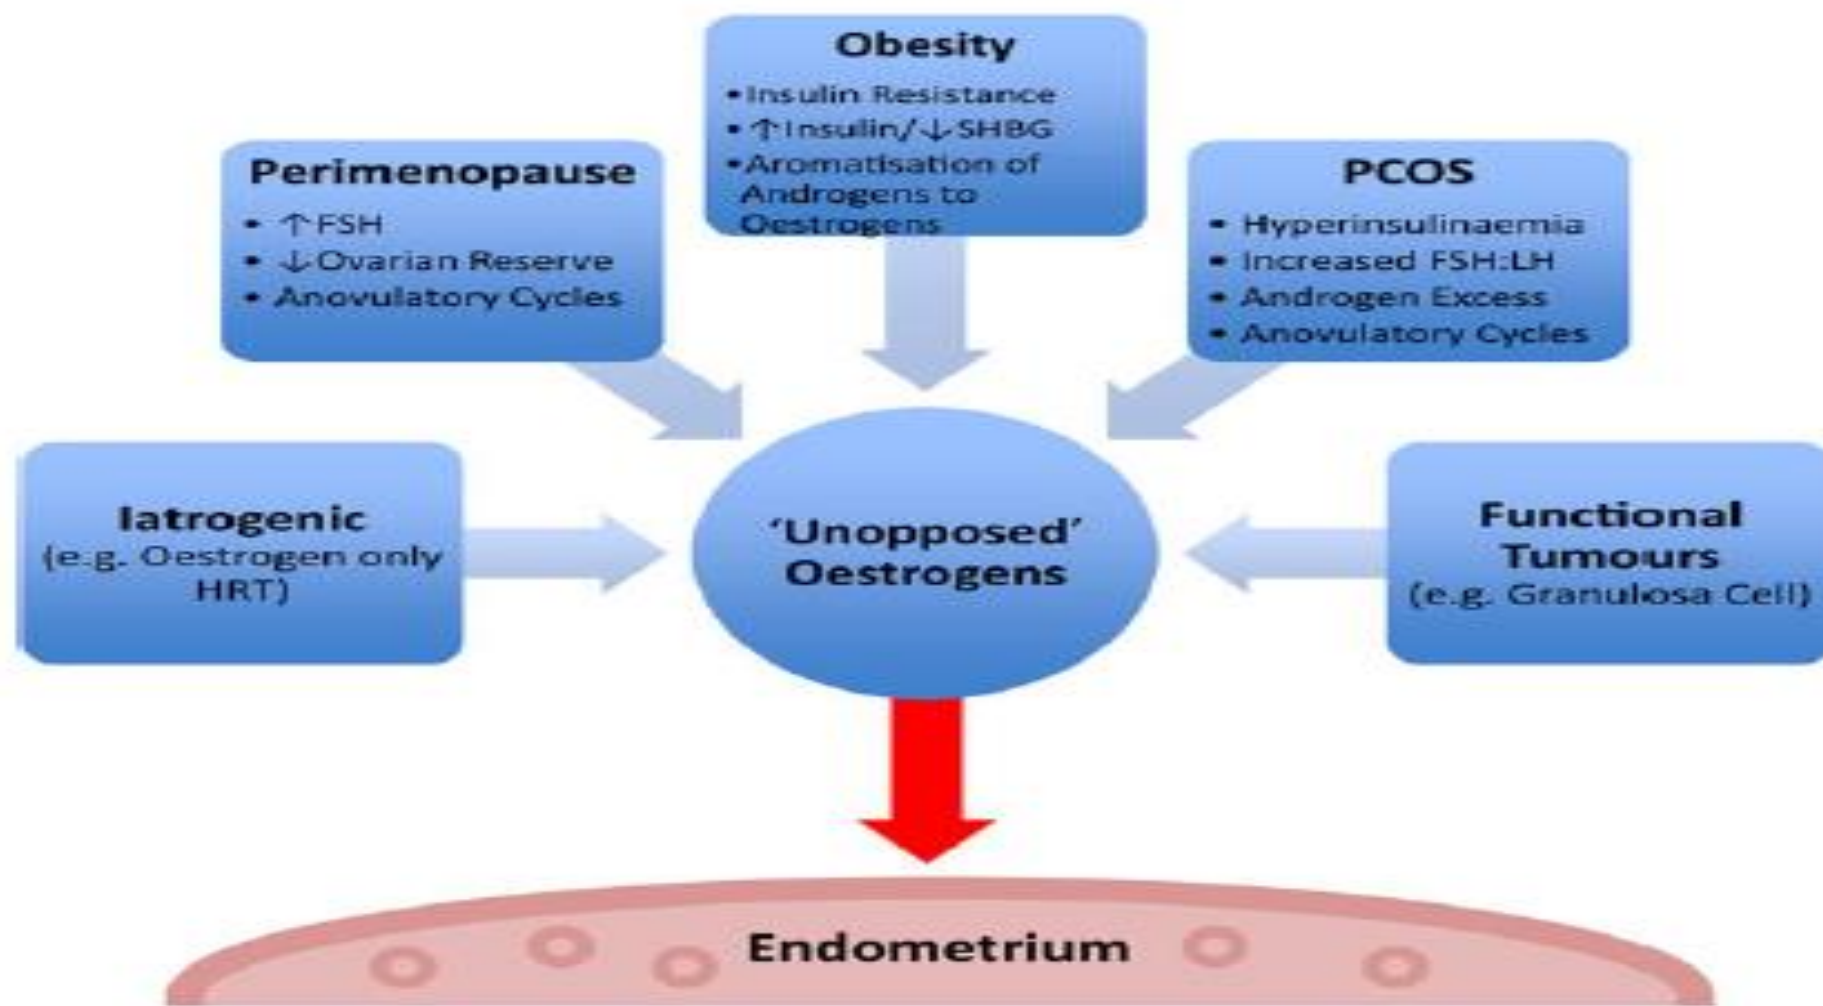 Obesity
•Insulin Resistance
•↑Insulin/↓SHBG
•Aromatisation of
Androgens to
Oestrogens
Perimenopause
• ↑FSH
• ↓Ovarian Reserve
• Anovulatory Cycles
PCOS
• Hyperinsulinaemia
• Increased FSH:LH
• Androgen Excess
• Anovulatory Cycles
Iatrogenic
(e.g. Oestrogen only
HRT)
'Unopposed'
Oestrogens
Functional
Tumours
(e.g. Granulosa Cell)
Endometrium